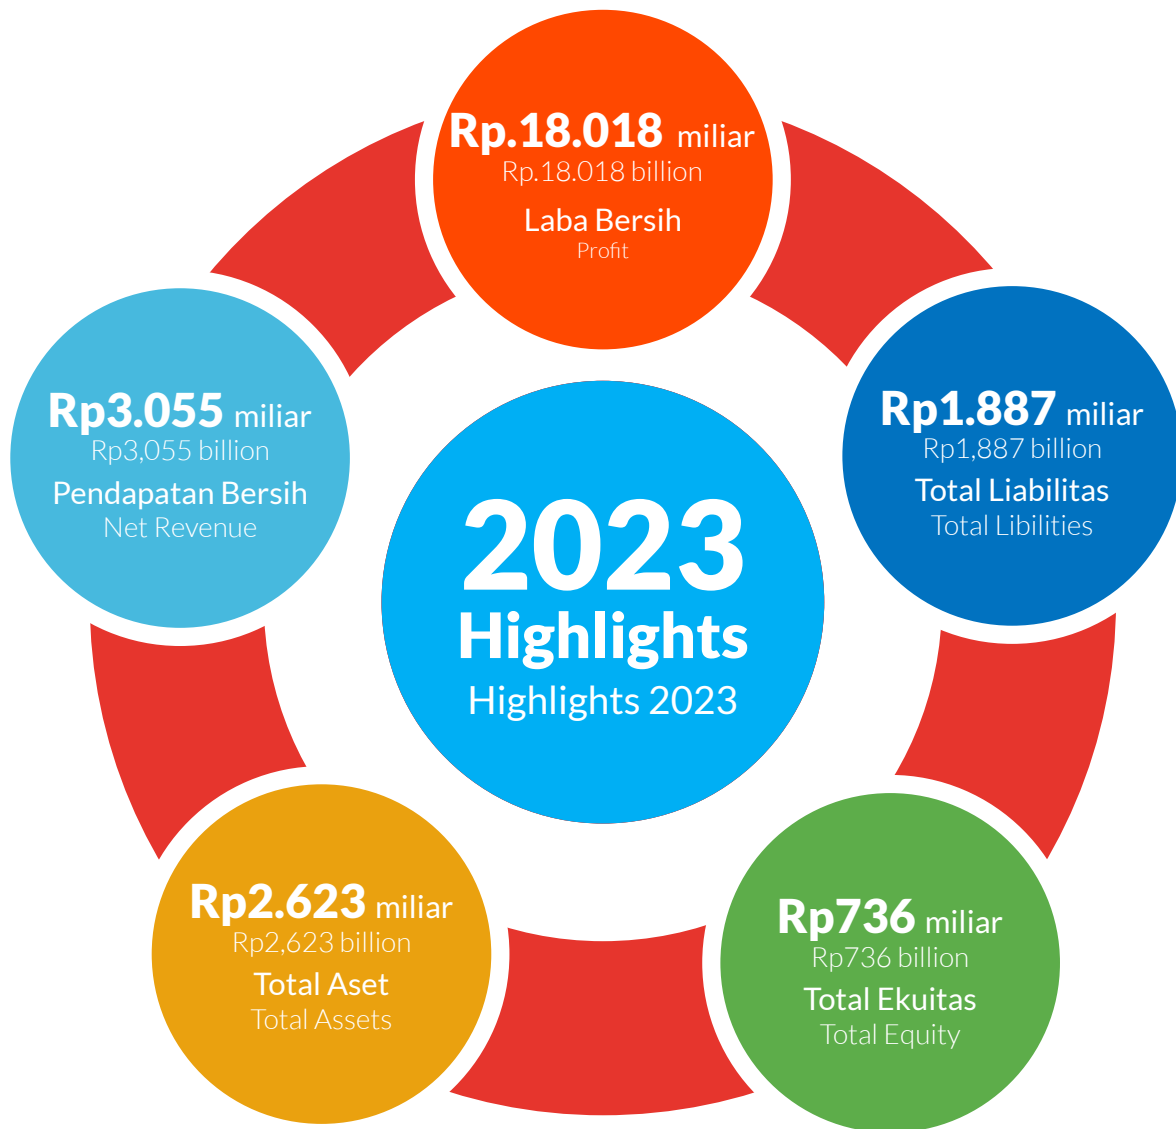 Rp.18.018 miliar
Rp.18.018 billion
Laba Bersih
Profit
Rp3.055 miliar
Rp3,055 billion
Pendapatan Bersih
Net Revenue
Rp1.887 miliar
Rp1,887 billion
Total Liabilitas
Total Libilities
2023
Highlights
Highlights 2023
Rp2.623 miliar
Rp2,623 billion
Total Aset
Total Assets
Rp736 miliar
Rp736 billion
Total Ekuitas
Total Equity